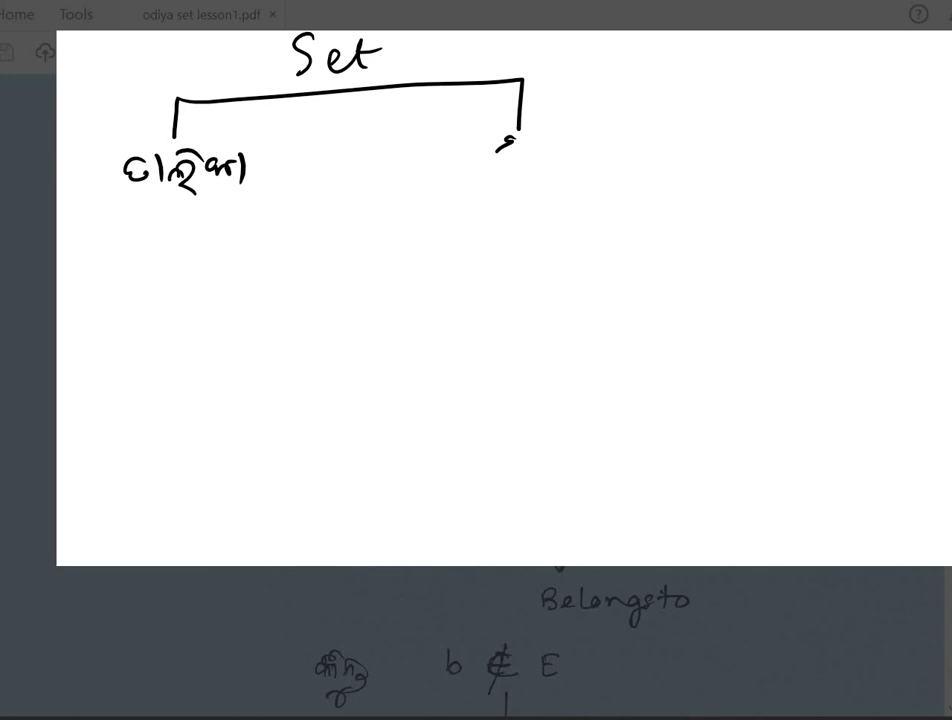 Home Tools odiya set lesson1.pdf ×
Set
ତାଲିକା
Belongsto
b ∉ E